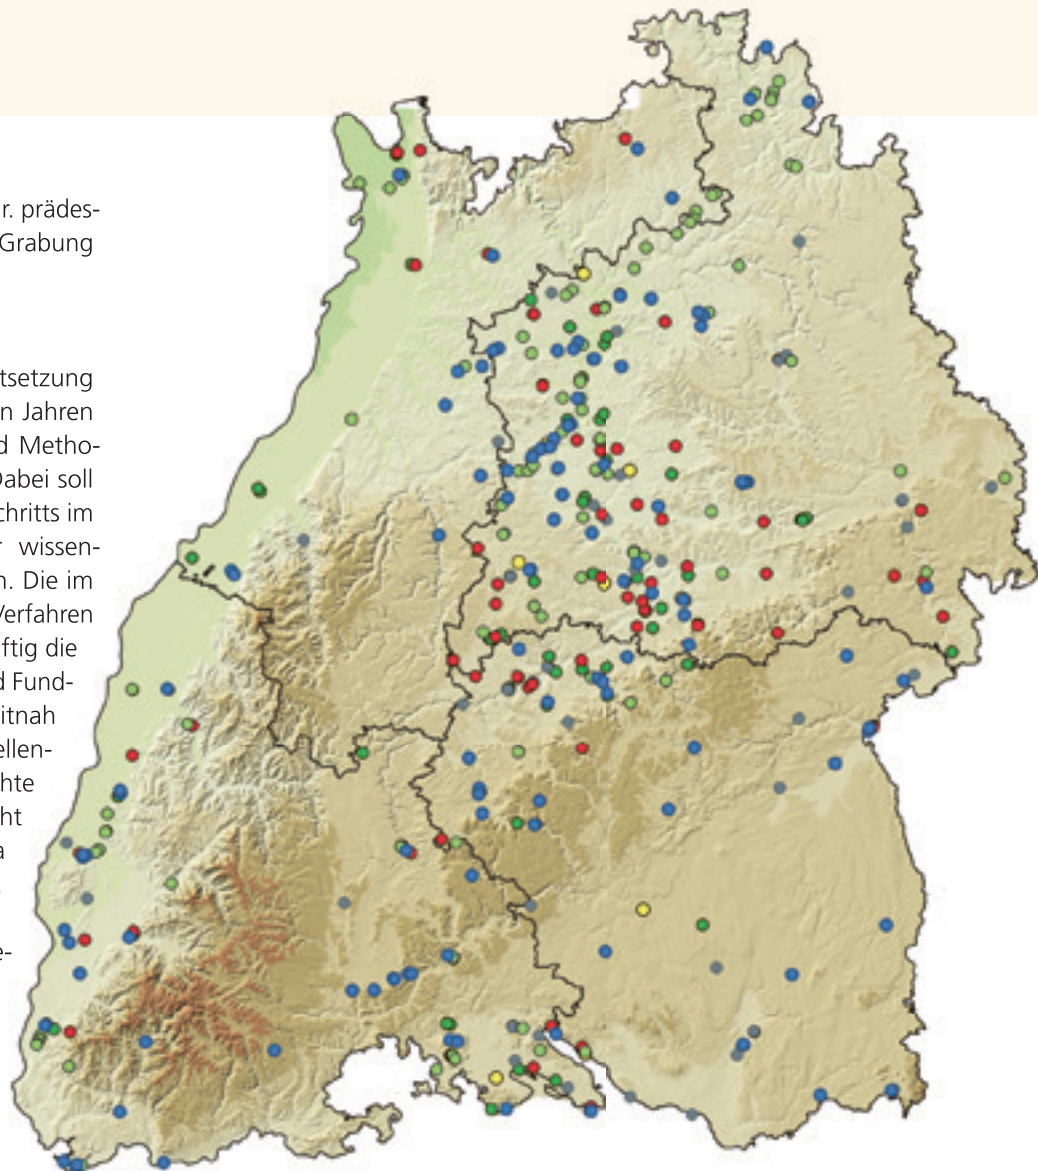 r. prädes-
Grabung
tsetzung
n Jahren
d Metho-
Dabei soll
chritts im
r wissen-
n. Die im
Verfahren
ftig die
d Fund-
itnah
ellen-
hte
ht
a
e-